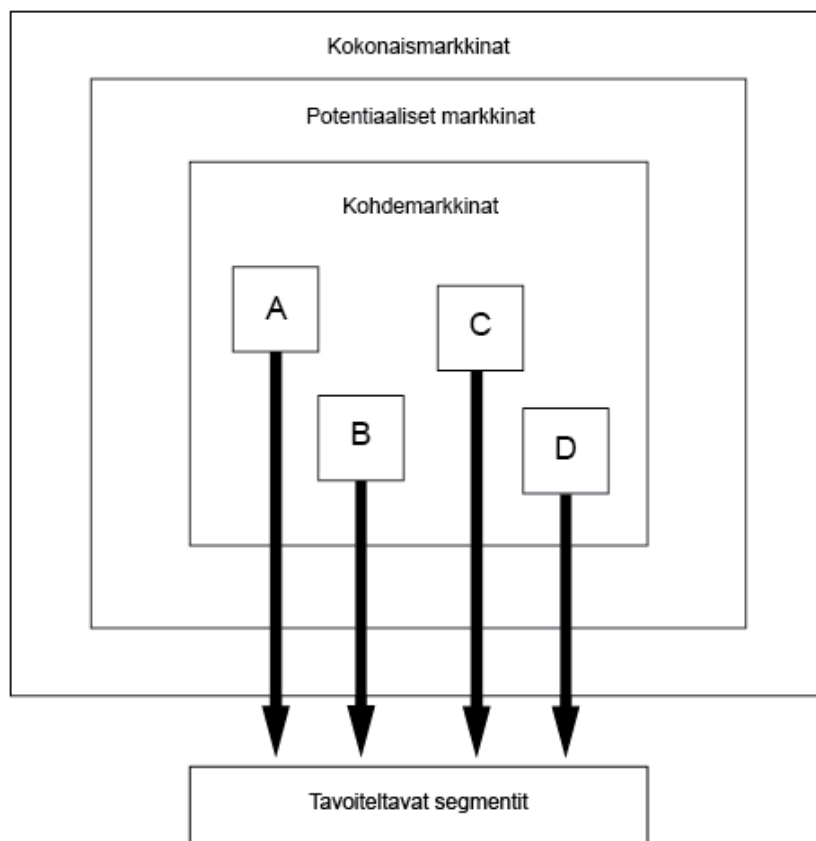 Kokonaismarkkinat
Potentiaaliset markkinat
Kohdemarkkinat
A
C
B
D
Tavoiteltavat segmentit